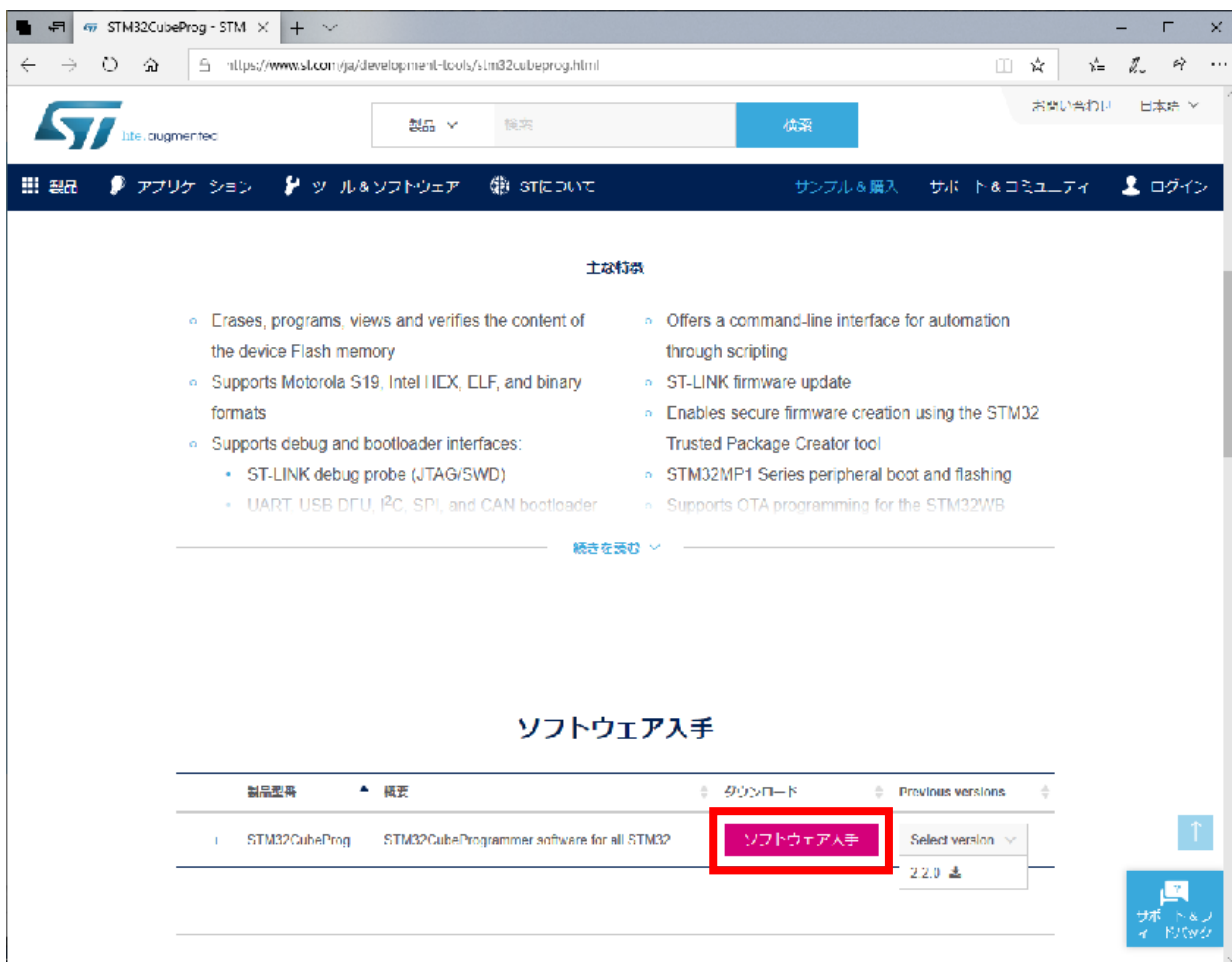 STM32CubeProg - STM
https://www.st.com/ja/development-tools/stm32cubeprog.html
お問い合わせ 日本語
life.augmented
製品 検索 検索
製品 アプリケーション ツール&ソフトウェア STについて サンプル&購入 サポート&コミュニティ ログイン
主な特徴
Erases, programs, views and verifies the content of
the device Flash memory
Supports Motorola S19, Intel HEX, ELF, and binary
formats
Supports debug and bootloader interfaces:
ST-LINK debug probe (JTAG/SWD)
UART, USB DFU, I²C, SPI, and CAN bootloader
Offers a command-line interface for automation
through scripting
ST-LINK firmware update
Enables secure firmware creation using the STM32
Trusted Package Creator tool
STM32MP1 Series peripheral boot and flashing
Supports OTA programming for the STM32WB
続きを読む
ソフトウェア入手
製品型番 概要 ダウンロード Previous versions
+ STM32CubeProg STM32CubeProgrammer software for all STM32 ソフトウェア入手 Select version
2.2.0
サポート&フ
ィードバック